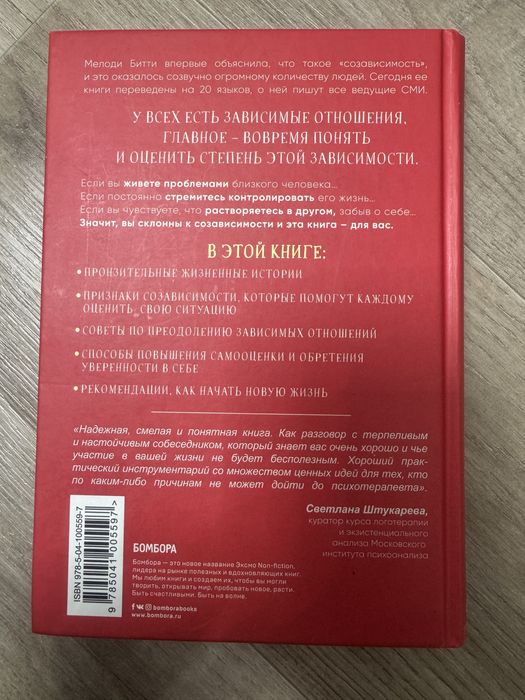 Мелоди Битти впервые объяснила, что такое «созависимость»,
и это оказалось созвучно огромному количеству людей. Сегодня ее
книги переведены на 20 языков, о ней пишут все ведущие СМИ.
У ВСЕХ ЕСТЬ ЗАВИСИМЫЕ ОТНОШЕНИЯ,
ГЛАВНОЕ – ВОВРЕМЯ ПОНЯТЬ
И ОЦЕНИТЬ СТЕПЕНЬ ЭТОЙ ЗАВИСИМОСТИ.
Если вы живете проблемами близкого человека...
Если постоянно стремитесь контролировать его жизнь...
Если вы чувствуете, что растворяетесь в другом, забыв о себе...
Значит, вы склонны к созависимости и эта книга – для вас.
В ЭТОЙ КНИГЕ:
• ПРОНЗИТЕЛЬНЫЕ ЖИЗНЕННЫЕ ИСТОРИИ
• ПРИЗНАКИ СОЗАВИСИМОСТИ, КОТОРЫЕ ПОМОГУТ КАЖДОМУ
ОЦЕНИТЬ СВОЮ СИТУАЦИЮ
• СОВЕТЫ ПО ПРЕОДОЛЕНИЮ ЗАВИСИМЫХ ОТНОШЕНИЙ
• СПОСОБЫ ПОВЫШЕНИЯ САМООЦЕНКИ И ОБРЕТЕНИЯ
УВЕРЕННОСТИ В СЕБЕ
• РЕКОМЕНДАЦИИ, КАК НАЧАТЬ НОВУЮ ЖИЗНЬ
«Надежная, смелая и понятная книга. Как разговор с терпеливым
и настойчивым собеседником, который знает вас очень хорошо и чье
участие в вашей жизни не будет бесполезным. Хороший прак-
тический инструментарий со множеством ценных идей для тех, кто
по каким-либо причинам не может дойти до психотерапевта».
Светлана Штукарева,
куратор курса логотерапии
и экзистенциального
анализа Московского
института психоанализа
ISBN 978-5-04-100559-7
9 785041 005597 >
БОМБОРА
Бомбора — это новое название Эксмо Non-fiction,
лидера на рынке полезных и вдохновляющих книг.
Мы любим книги и создаем их, чтобы вы могли
творить, открывать мир, пробовать новое, расти.
Быть счастливыми. Быть на волне.
bomborabooks
www.bombora.ru